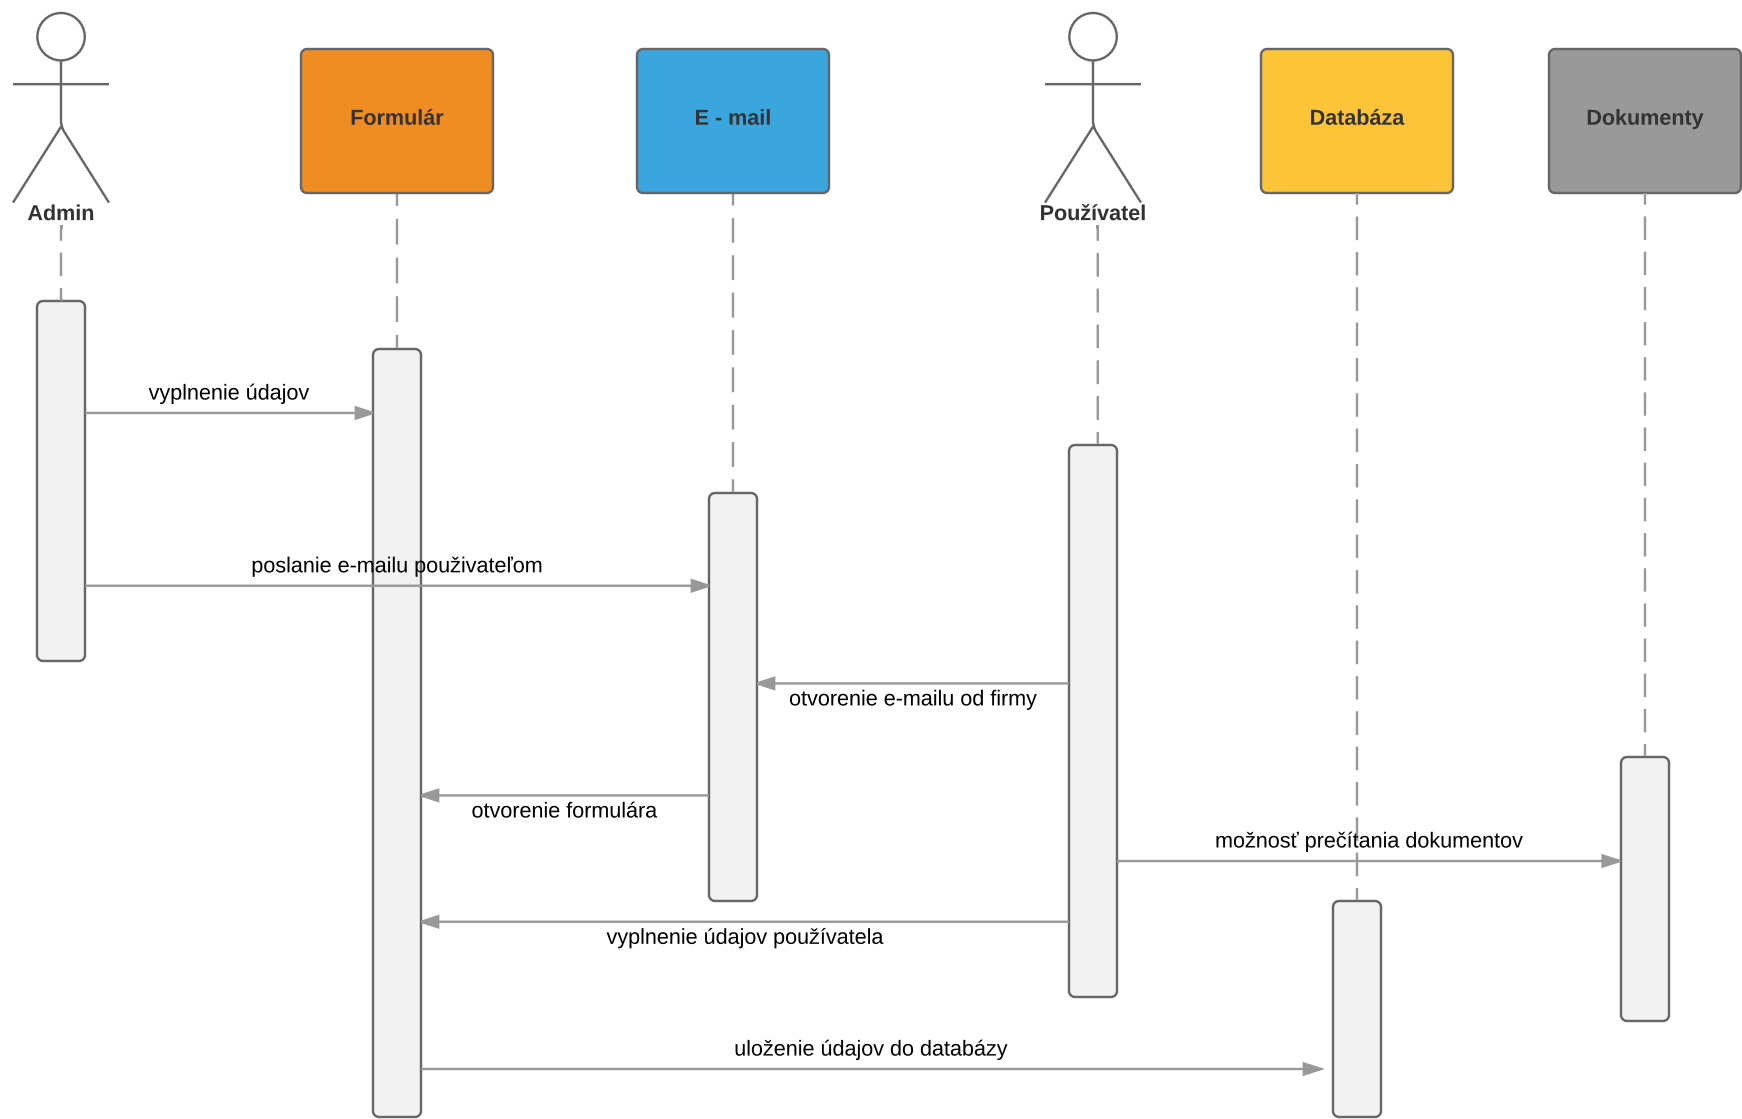 Formulár
E - mail
Databáza
Dokumenty
Admin
Používatel
vyplnenie údajov
poslanie e-mailu použivateľom
otvorenie e-mailu od firmy
otvorenie formulára
možnosť prečítania dokumentov
vyplnenie údajov používatela
uloženie údajov do databázy